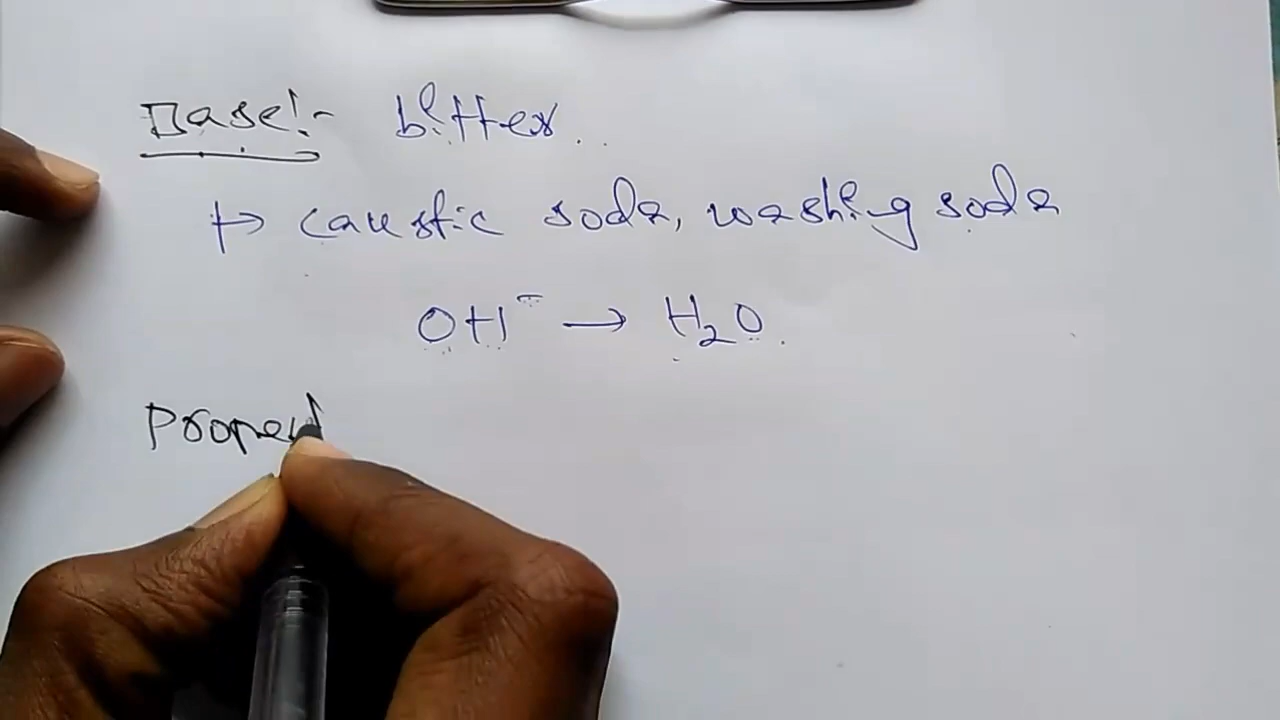 Base:- bitter.
↦ caustic soda, washing soda
OH⁻ → H₂O
Propert